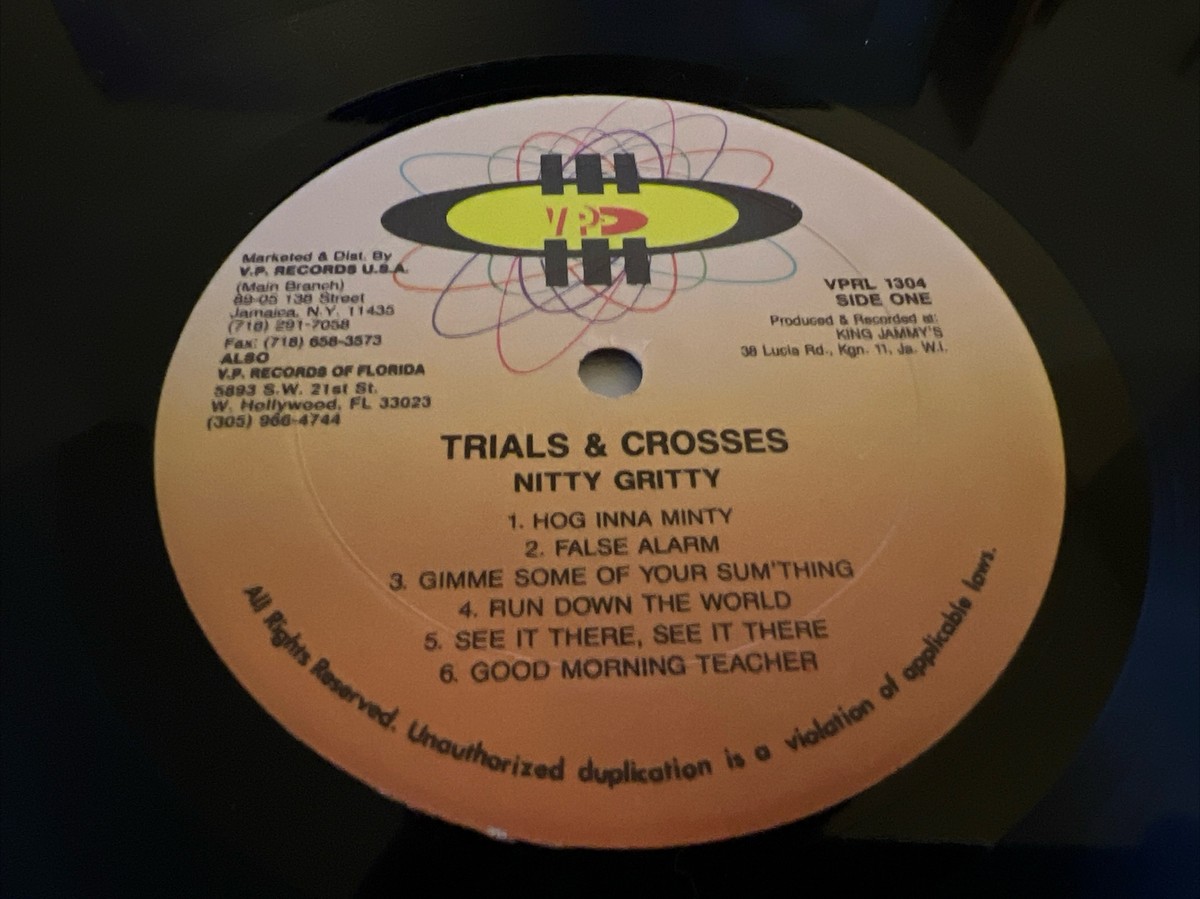 VP
Marketed & Dist. By
V.P. RECORDS U.S.A.
(Main Branch)
89-05 138 Street
Jamaica, N.Y. 11435
(718) 291-7058
Fax: (718) 658-3573
ALSO
V.P. RECORDS OF FLORIDA
5893 S.W. 21st St.
W. Hollywood, FL 33023
(305) 966-4744
VPRL 1304
SIDE ONE
Produced & Recorded at:
KING JAMMY'S
38 Lucia Rd., Kgn. 11, Ja. W.I.
TRIALS & CROSSES
NITTY GRITTY
1. HOG INNA MINTY
2. FALSE ALARM
3. GIMME SOME OF YOUR SUM'THING
4. RUN DOWN THE WORLD
5. SEE IT THERE, SEE IT THERE
6. GOOD MORNING TEACHER
All Rights Reserved. Unauthorized duplication is a violation of applicable laws.